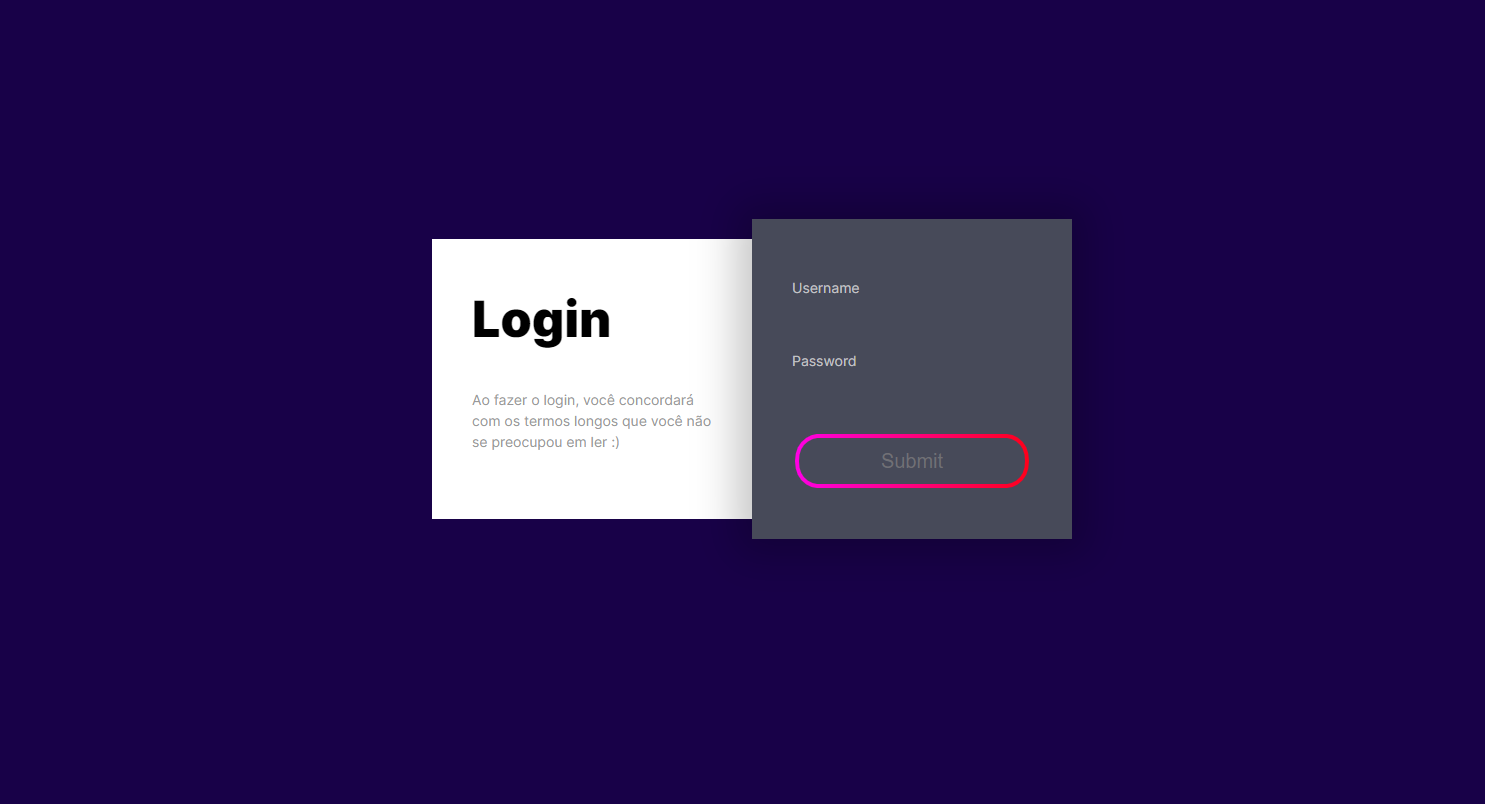 Login
Ao fazer o login, você concordará
com os termos longos que você não
se preocupou em ler :)
Username
Password
Submit